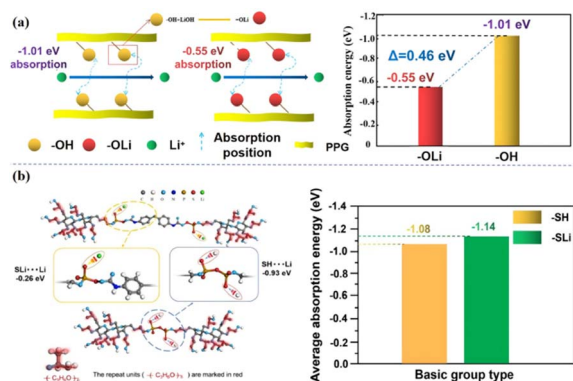 (a)
-OH+LiOH
-OLi
-1.01 eV
absorption
-0.55 eV
absorption
Li
Li
-OH
-OLi
Li⁺
Absorption
position
PPG
Absorption energy (eV)
-1.2
-1.0
-0.8
-0.6
-0.4
-0.2
0
-1.01 eV
Δ=0.46 eV
-0.55 eV
-OLi
-OH
(b)
SLi···Li
-0.26 eV
SH···Li
-0.93 eV
The repeat units ( -( C₃H₆O )-₃ ) are marked in red
Average absorption energy (eV)
-1.4
-1.2
-1.0
-0.8
-0.6
-0.4
-0.2
0.0
-1.08
-1.14
-SH
-SLi
Basic group type